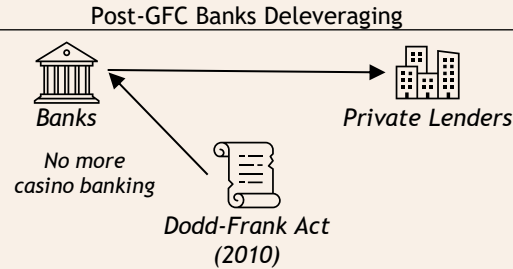 Post-GFC Banks Deleveraging
Banks
Private Lenders
No more
casino banking
Dodd-Frank Act
(2010)